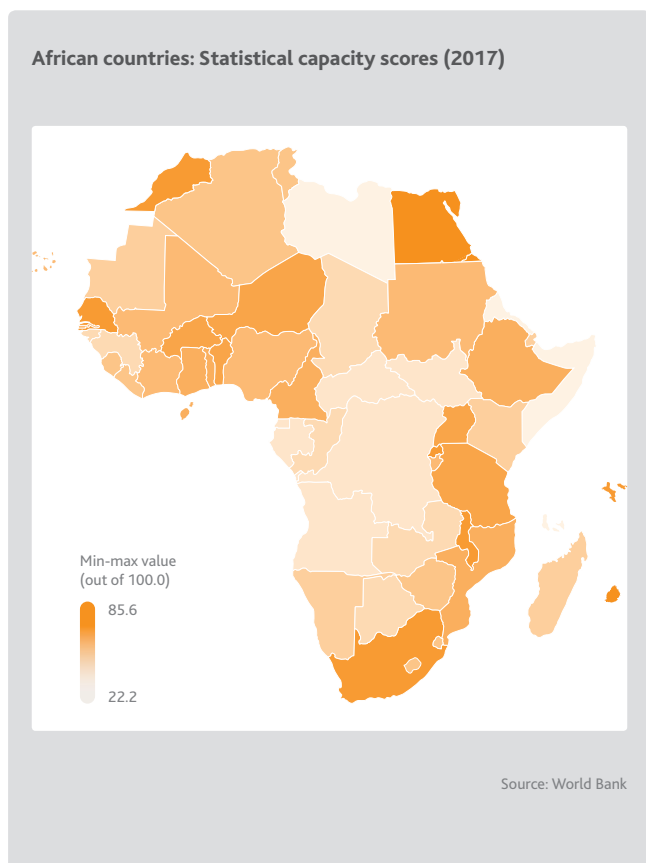 African countries: Statistical capacity scores (2017)
Min-max value
(out of 100.0)
85.6
22.2
Source: World Bank